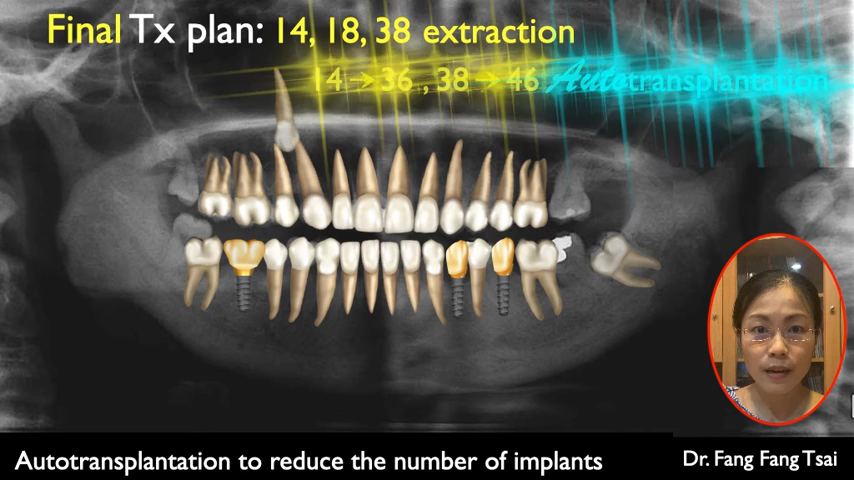 Final Tx plan: 14, 18, 38 extraction
14 → 36 , 38 → 46 Autotransplantation
Autotransplantation to reduce the number of implants
Dr. Fang Fang Tsai